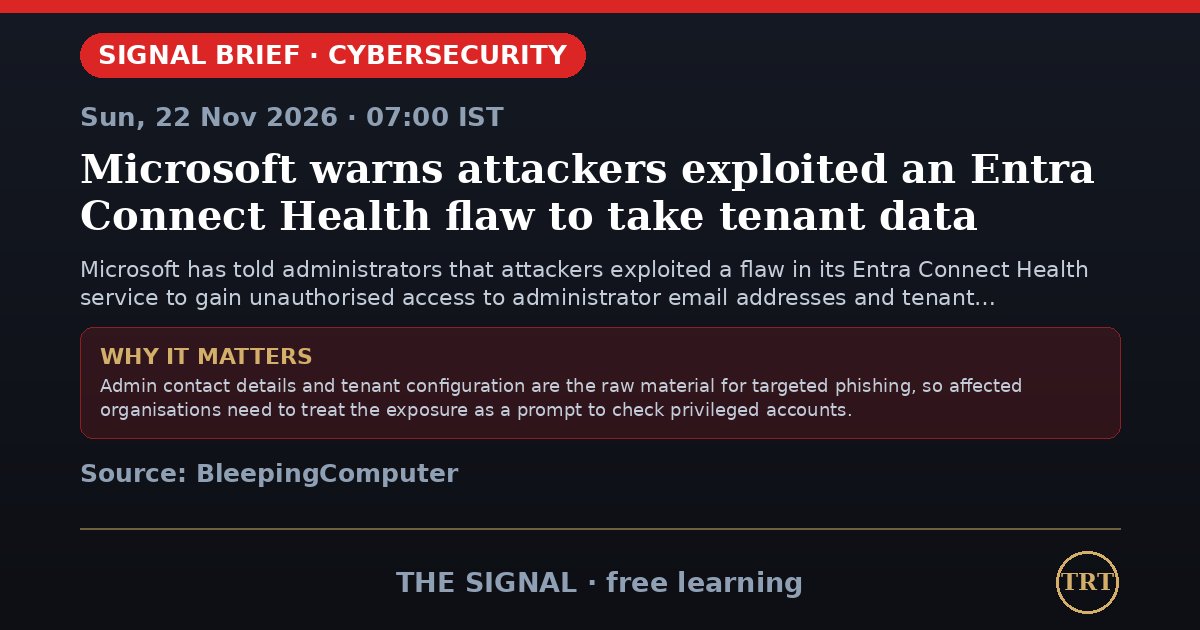 SIGNAL BRIEF · CYBERSECURITY
Sun, 22 Nov 2026 · 07:00 IST
Microsoft warns attackers exploited an Entra
Connect Health flaw to take tenant data
Microsoft has told administrators that attackers exploited a flaw in its Entra Connect Health
service to gain unauthorised access to administrator email addresses and tenant…
WHY IT MATTERS
Admin contact details and tenant configuration are the raw material for targeted phishing, so affected
organisations need to treat the exposure as a prompt to check privileged accounts.
Source: BleepingComputer
THE SIGNAL · free learning
TRT